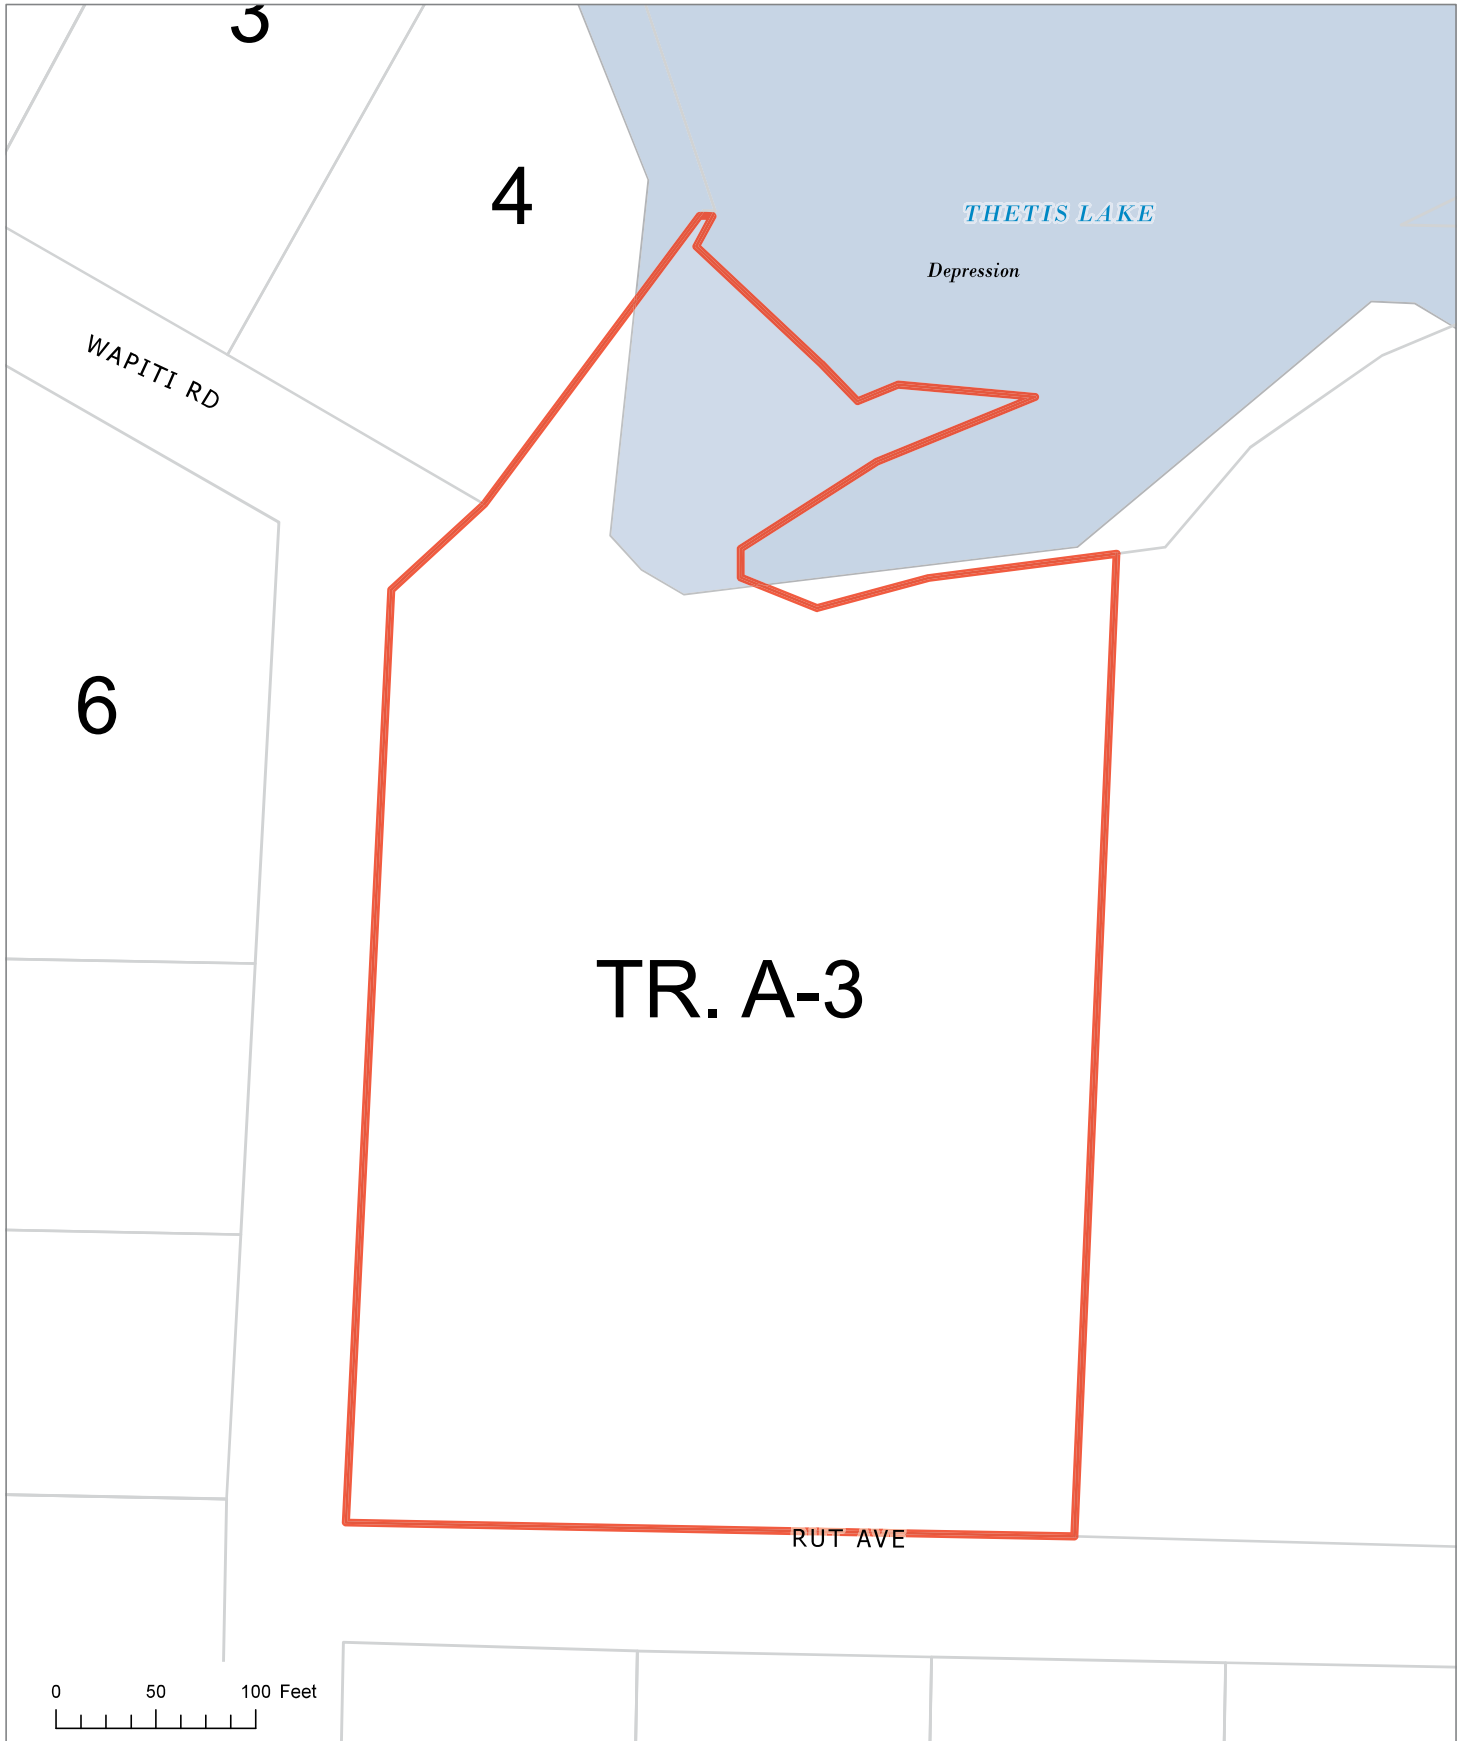 3
4
THETIS LAKE
Depression
WAPITI RD
6
TR. A-3
RUT AVE
0 50 100 Feet